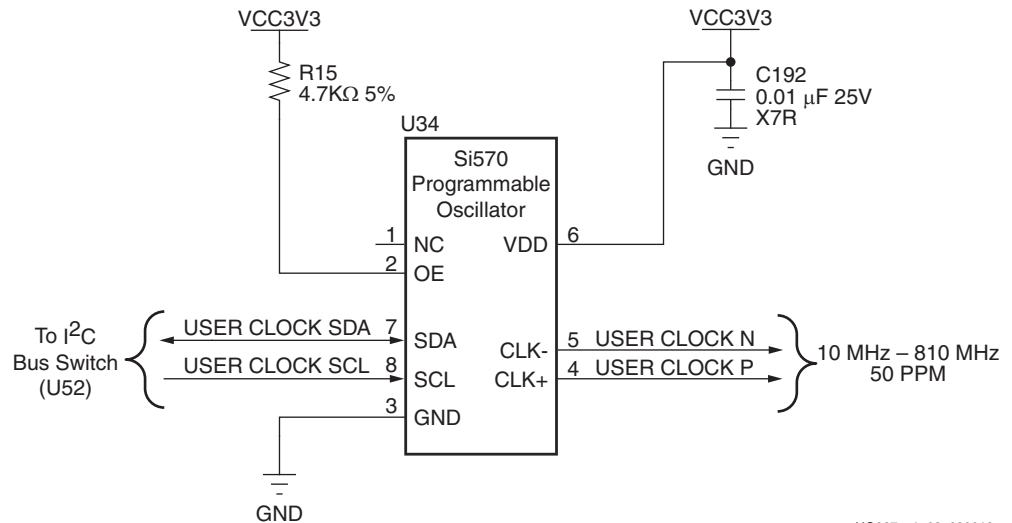 VCC3V3
VCC3V3
R15
4.7KΩ 5%
C192
0.01 μF 25V
X7R
GND
U34
Si570
Programmable
Oscillator
1
NC
VDD
6
2
OE
To I2C
Bus Switch
(U52)
USER CLOCK SDA
7
SDA
USER CLOCK SCL
8
SCL
CLK-
5
USER CLOCK N
CLK+
4
USER CLOCK P
10 MHz – 810 MHz
50 PPM
3
GND
GND